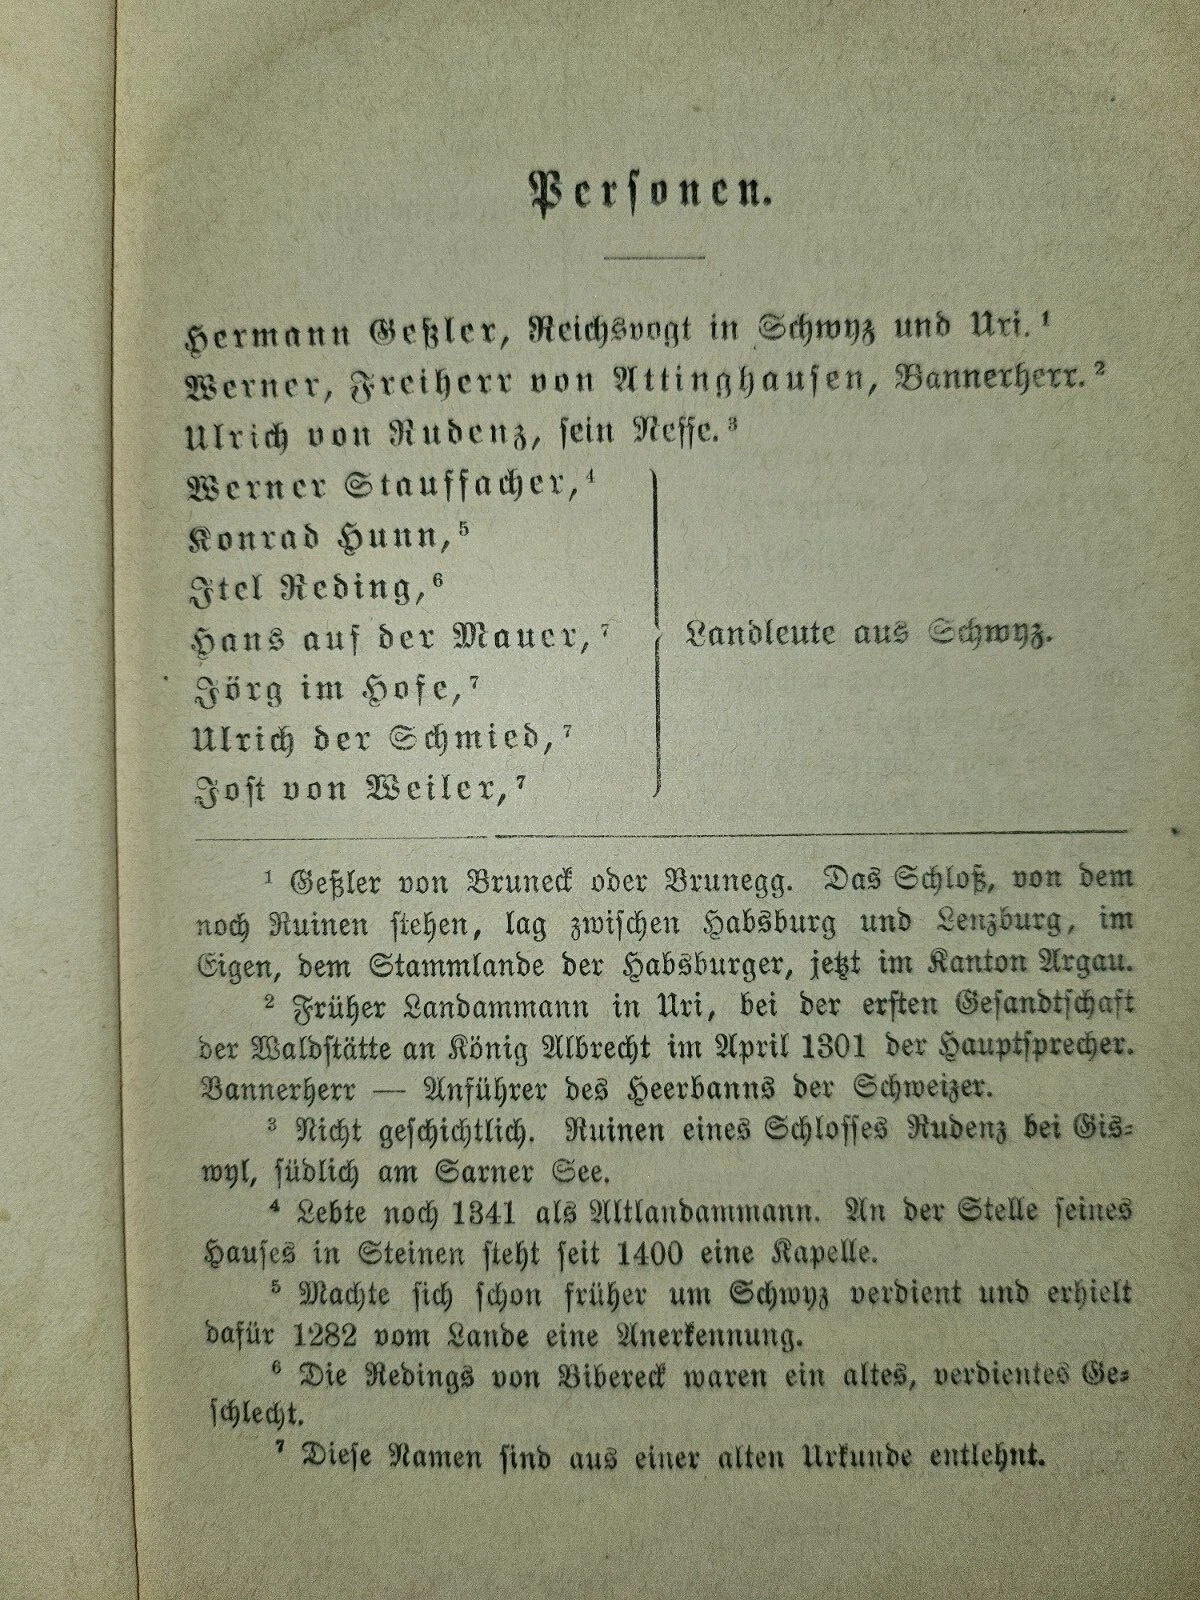 Personen.
Hermann Geßler, Reichsvogt in Schwyz und Uri. ¹
Werner, Freiherr von Attinghausen, Bannerherr. ²
Ulrich von Rudenz, sein Neffe. ³
Werner Stauffacher, ⁴
Konrad Hunn, ⁵
Itel Reding, ⁶
Hans auf der Mauer, ⁷
Jörg im Hofe, ⁷
Ulrich der Schmied, ⁷
Jost von Weiler, ⁷
Landleute aus Schwyz.
¹ Geßler von Bruneck oder Brunegg. Das Schloß, von dem
noch Ruinen stehen, lag zwischen Habsburg und Lenzburg, im
Eigen, dem Stammlande der Habsburger, jetzt im Kanton Argau.
² Früher Landammann in Uri, bei der ersten Gesandtschaft
der Waldstätte an König Albrecht im April 1301 der Hauptsprecher.
Bannerherr — Anführer des Heerbanns der Schweizer.
³ Nicht geschichtlich. Ruinen eines Schlosses Rudenz bei Gis-
wyl, südlich am Sarner See.
⁴ Lebte noch 1341 als Altlandammann. An der Stelle seines
Hauses in Steinen steht seit 1400 eine Kapelle.
⁵ Machte sich schon früher um Schwyz verdient und erhielt
dafür 1282 vom Lande eine Anerkennung.
⁶ Die Redings von Bibereck waren ein altes, verdientes Ge-
schlecht.
⁷ Diese Namen sind aus einer alten Urkunde entlehnt.